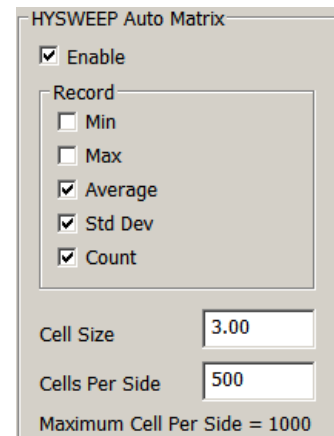 HYSWEEP Auto Matrix
Enable
Record
Min
Max
Average
Std Dev
Count
Cell Size 3.00
Cells Per Side 500
Maximum Cell Per Side = 1000